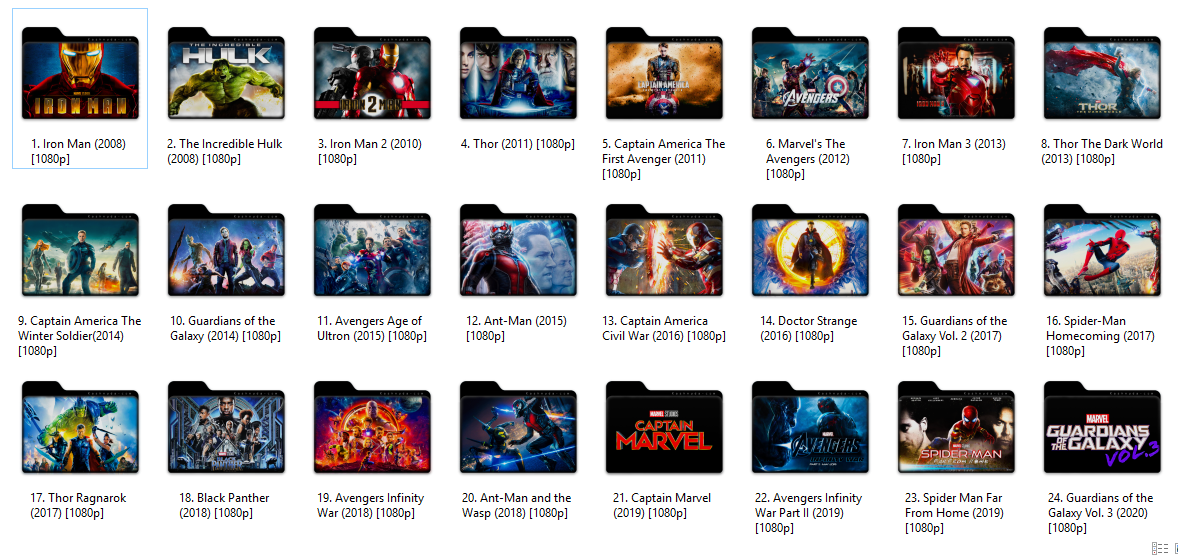 IRON MAN
THE INCREDIBLE
HULK
IRON 2 MAN
CAPTAIN AMERICA
AVENGERS
IRON MAN 3
THOR
THE DARK WORLD
1. Iron Man (2008)
[1080p]
2. The Incredible Hulk
(2008) [1080p]
3. Iron Man 2 (2010)
[1080p]
4. Thor (2011) [1080p]
5. Captain America The
First Avenger (2011)
[1080p]
6. Marvel's The
Avengers (2012)
[1080p]
7. Iron Man 3 (2013)
[1080p]
8. Thor The Dark World
(2013) [1080p]
9. Captain America The
Winter Soldier(2014)
[1080p]
10. Guardians of the
Galaxy (2014) [1080p]
11. Avengers Age of
Ultron (2015) [1080p]
12. Ant-Man (2015)
[1080p]
13. Captain America
Civil War (2016) [1080p]
14. Doctor Strange
(2016) [1080p]
15. Guardians of the
Galaxy Vol. 2 (2017)
[1080p]
16. Spider-Man
Homecoming (2017)
[1080p]
MARVEL STUDIOS
CAPTAIN
MARVEL
AVENGERS
SPIDER MAN
FAR FROM HOME
MARVEL
GUARDIANS
OF THE GALAXY
VOL.3
17. Thor Ragnarok
(2017) [1080p]
18. Black Panther
(2018) [1080p]
19. Avengers Infinity
War (2018) [1080p]
20. Ant-Man and the
Wasp (2018) [1080p]
21. Captain Marvel
(2019) [1080p]
22. Avengers Infinity
War Part II (2019)
[1080p]
23. Spider Man Far
From Home (2019)
[1080p]
24. Guardians of the
Galaxy Vol. 3 (2020)
[1080p]